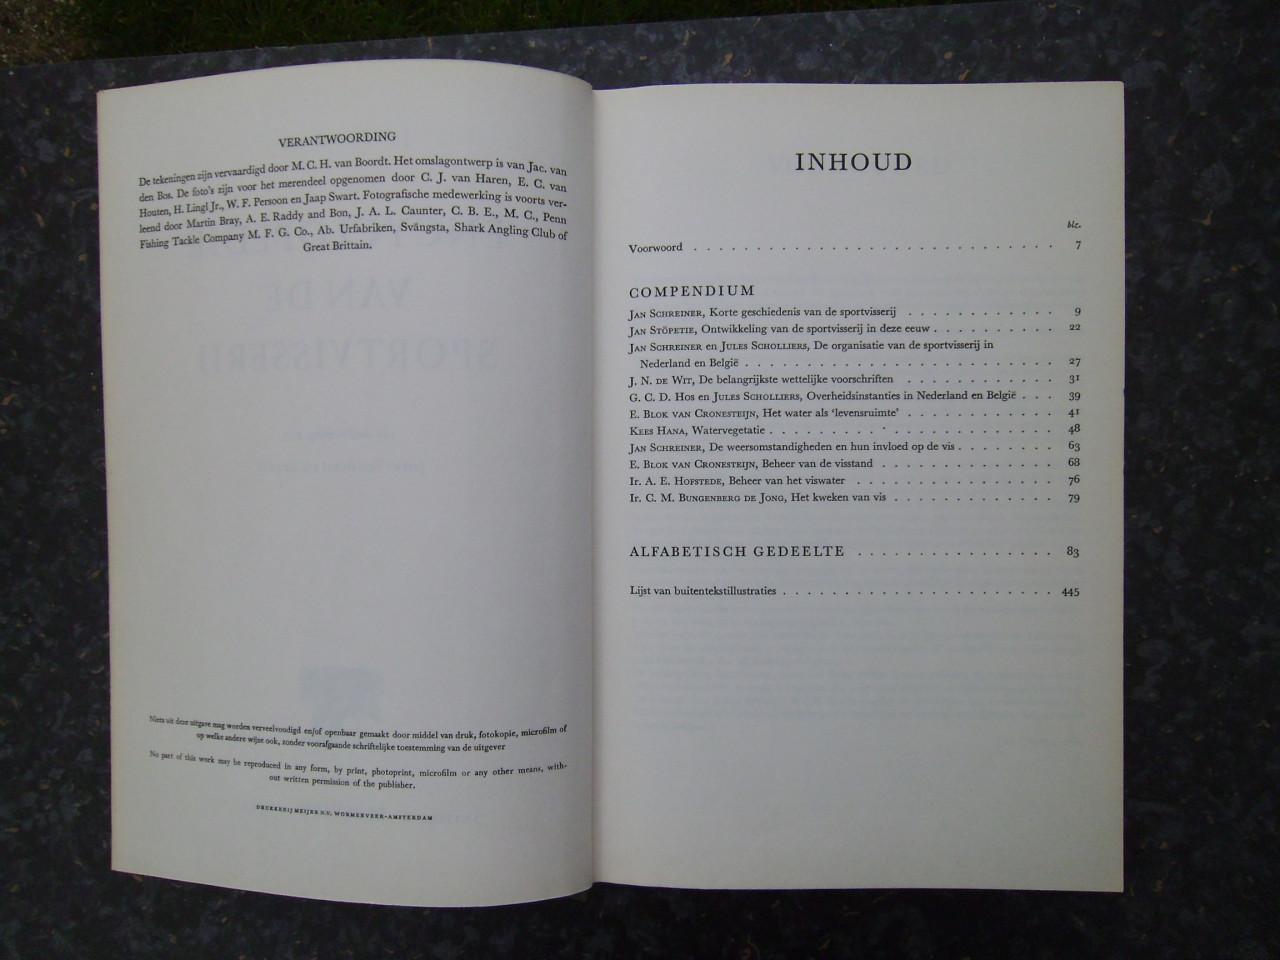 VERANTWOORDING
De tekeningen zijn vervaardigd door M. C. H. van Boordt. Het omslagontwerp is van Jac. van
den Bos. De foto's zijn voor het merendeel opgenomen door C. J. van Haren, E. C. van
Houten, H. Lingl Jr., W. F. Persoon en Jaap Swart. Fotografische medewerking is voorts ver-
leend door Martin Bray, A. E. Raddy and Bon, J. A. L. Caunter, C. B. E., M. C., Penn
Fishing Tackle Company M. F. G. Co., Ab. Urfabriken, Svängsta, Shark Angling Club of
Great Brittain.
Niets uit deze uitgave mag worden verveelvoudigd en/of openbaar gemaakt door middel van druk, fotokopie, microfilm of
op welke andere wijze ook, zonder voorafgaande schriftelijke toestemming van de uitgever
No part of this work may be reproduced in any form, by print, photoprint, microfilm or any other means, with-
out written permission of the publisher.
DRUKKERIJ MEIJER N.V. WORMERVEER-AMSTERDAM
INHOUD
blz.
Voorwoord . . . . . . . . . . . . . . . . . . . . . . . . . . . . . . 7
COMPENDIUM
JAN SCHREINER, Korte geschiedenis van de sportvisserij . . . . . . . . . . . . 9
JAN STÖPETIE, Ontwikkeling van de sportvisserij in deze eeuw . . . . . . . . . . 22
JAN SCHREINER en JULES SCHOLLIERS, De organisatie van de sportvisserij in
Nederland en België . . . . . . . . . . . . . . . . . . . . . . . . . 27
J. N. DE WIT, De belangrijkste wettelijke voorschriften . . . . . . . . . . . . 31
G. C. D. HOS en JULES SCHOLLIERS, Overheidsinstanties in Nederland en België . . . 39
E. BLOK VAN CRONESTEIJN, Het water als ‘levensruimte’ . . . . . . . . . . . . 41
KEES HANA, Watervegetatie . . . . . . . . . . . . . . . . . . . . . . . 48
JAN SCHREINER, De weersomstandigheden en hun invloed op de vis . . . . . . . . 63
E. BLOK VAN CRONESTEIJN, Beheer van de visstand . . . . . . . . . . . . . . 68
Ir. A. E. HOFSTEDE, Beheer van het viswater . . . . . . . . . . . . . . . . 76
Ir. C. M. BUNGENBERG DE JONG, Het kweken van vis . . . . . . . . . . . . . 79
ALFABETISCH GEDEELTE . . . . . . . . . . . . . . . . 83
Lijst van buitentekstillustraties . . . . . . . . . . . . . . . . . . . . . . 445